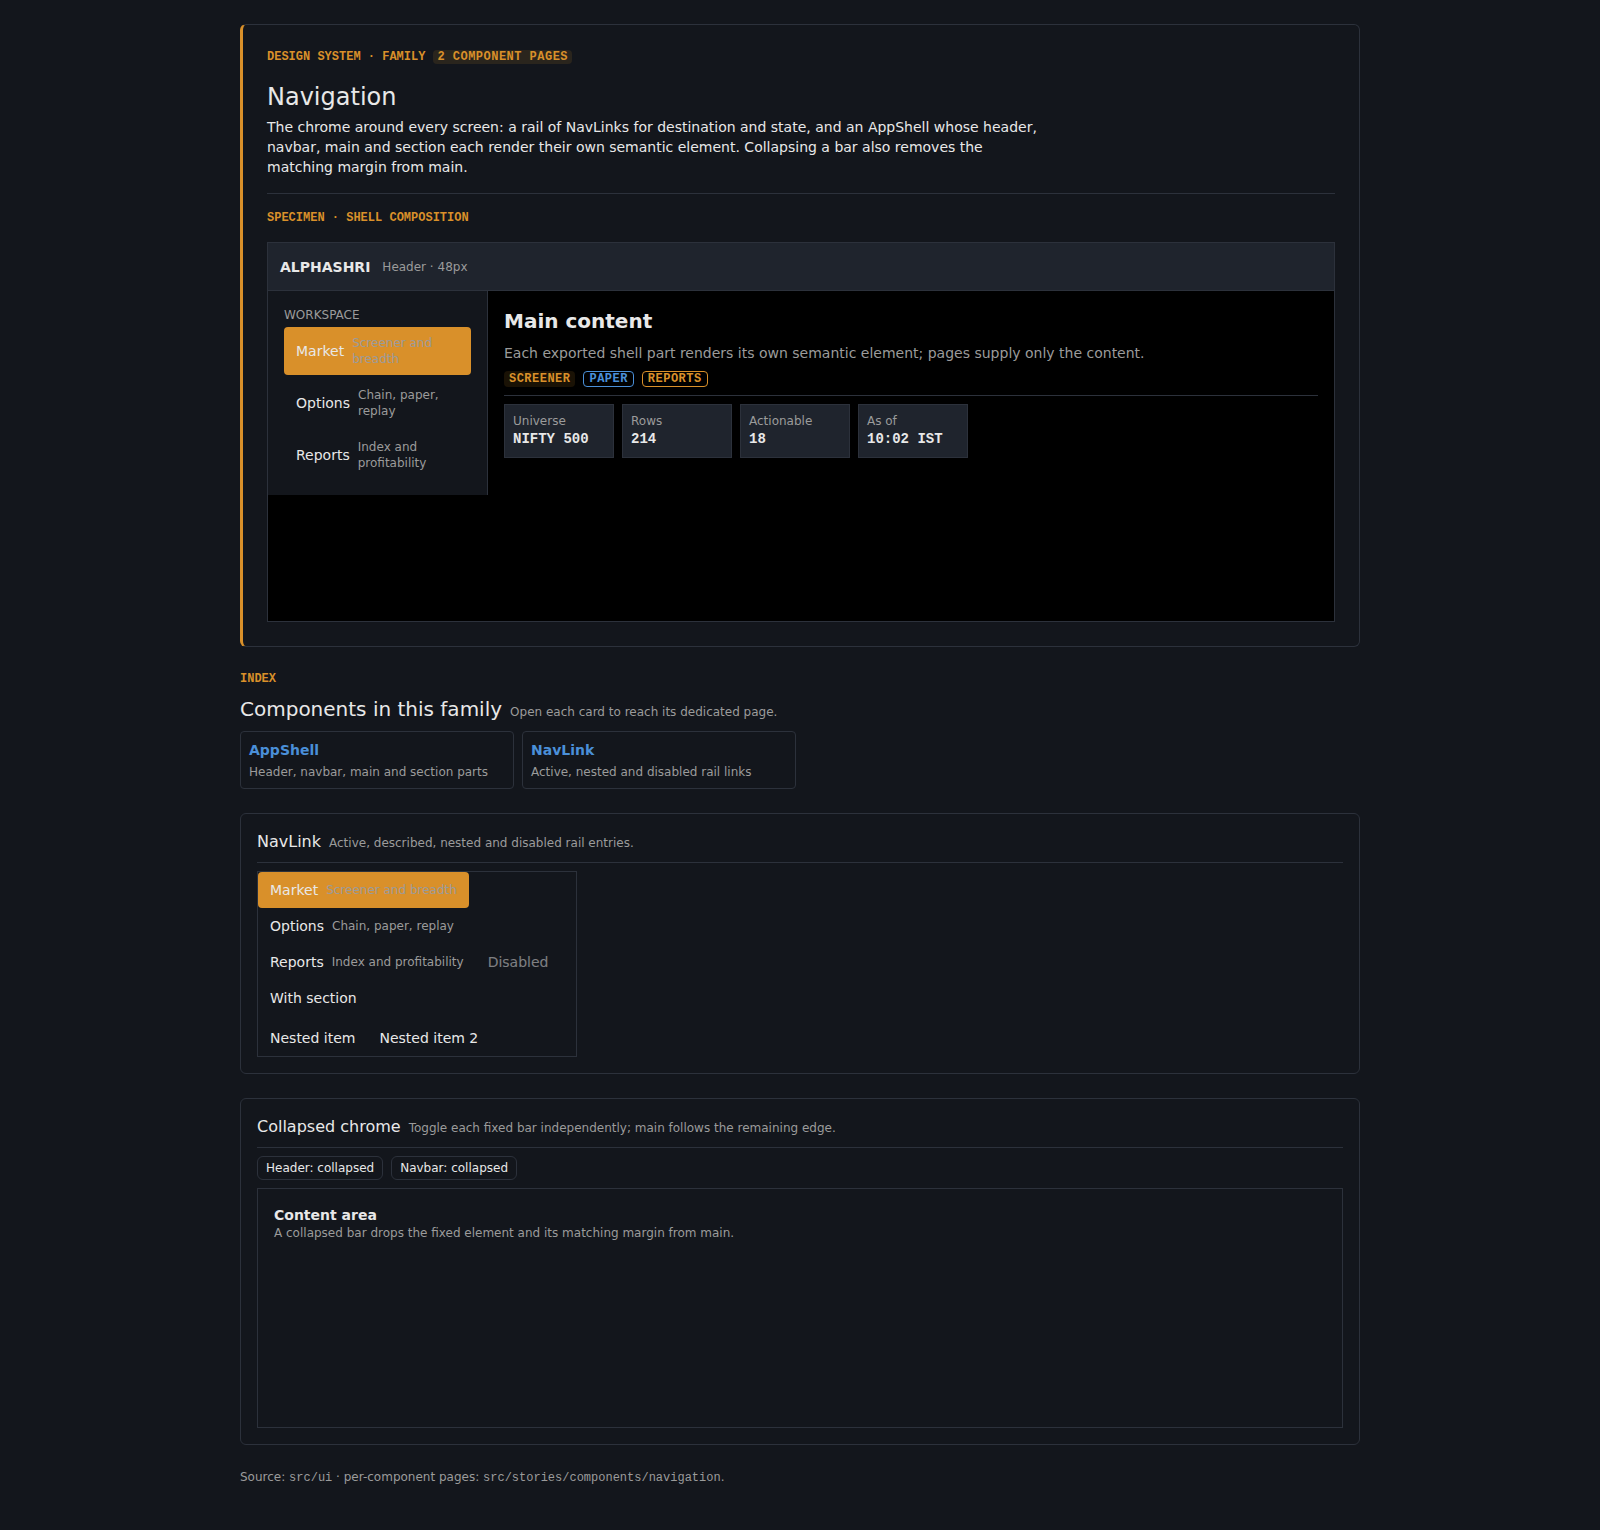 DESIGN SYSTEM · FAMILY 2 COMPONENT PAGES
Navigation
The chrome around every screen: a rail of NavLinks for destination and state, and an AppShell whose header,
navbar, main and section each render their own semantic element. Collapsing a bar also removes the
matching margin from main.
SPECIMEN · SHELL COMPOSITION
ALPHASHRI Header · 48px
WORKSPACE
Market Screener and
breadth
Options Chain, paper,
replay
Reports Index and
profitability
Main content
Each exported shell part renders its own semantic element; pages supply only the content.
SCREENER PAPER REPORTS
Universe Rows Actionable As of
NIFTY 500 214 18 10:02 IST
INDEX
Components in this family Open each card to reach its dedicated page.
AppShell
Header, navbar, main and section parts
NavLink
Active, nested and disabled rail links
NavLink Active, described, nested and disabled rail entries.
Market Screener and breadth
Options Chain, paper, replay
Reports Index and profitability Disabled
With section
Nested item Nested item 2
Collapsed chrome Toggle each fixed bar independently; main follows the remaining edge.
Header: collapsed Navbar: collapsed
Content area
A collapsed bar drops the fixed element and its matching margin from main.
Source: src/ui · per-component pages: src/stories/components/navigation.